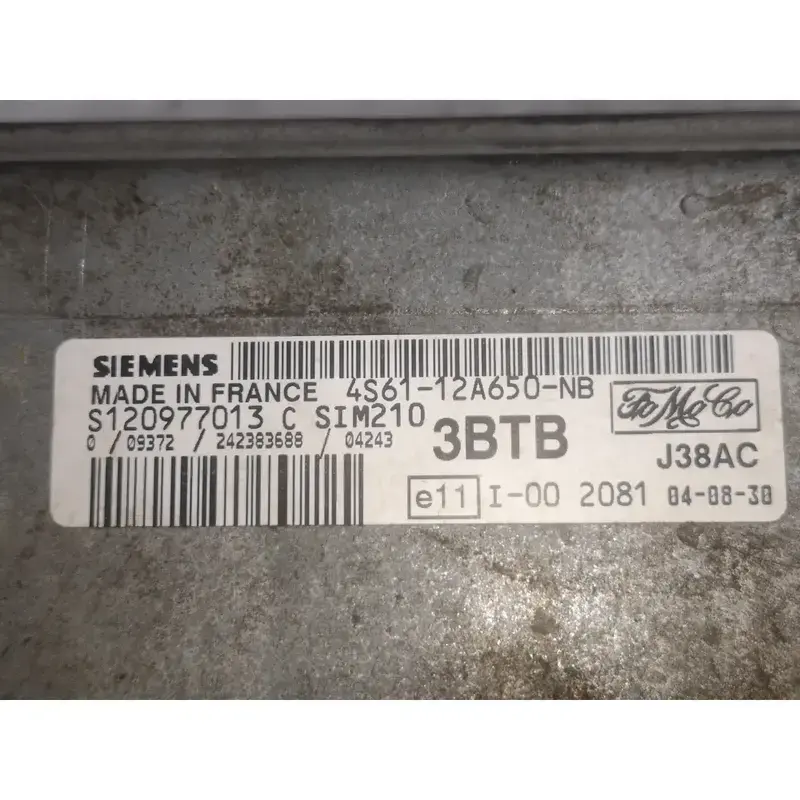 SIEMENS
MADE IN FRANCE 4S61-12A650-NB
S120977013 C SIM210
0 / 09372 / 242383688 / 04243
3BTB
FoMoCo
J38AC
e11 I-00 2081 04-08-30